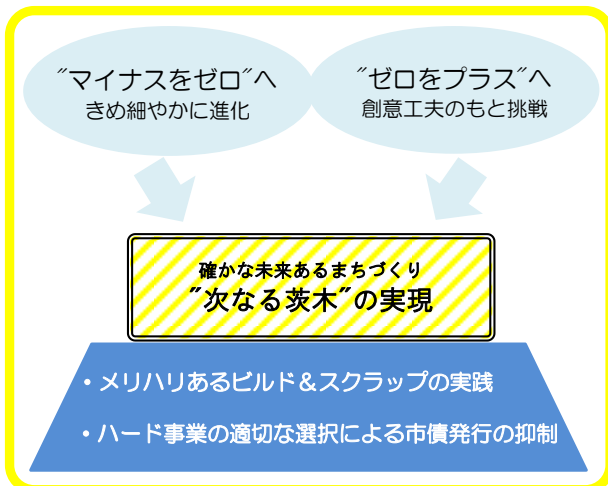 ″マイナスをゼロ″へ
きめ細やかに進化
″ゼロをプラス″へ
創意工夫のもと挑戦
確かな未来あるまちづくり
″次なる茨木″の実現
・メリハリあるビルド＆スクラップの実践
・ハード事業の適切な選択による市債発行の抑制